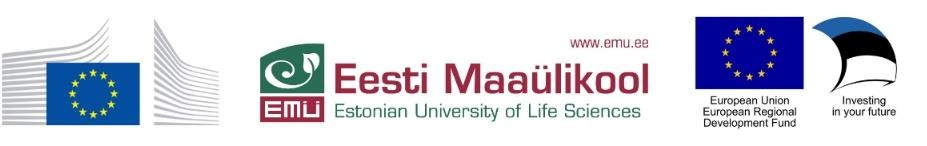 www.emu.ee
EMÜ
Eesti Maaülikool
Estonian University of Life Sciences
European Union
European Regional
Development Fund
Investing
in your future